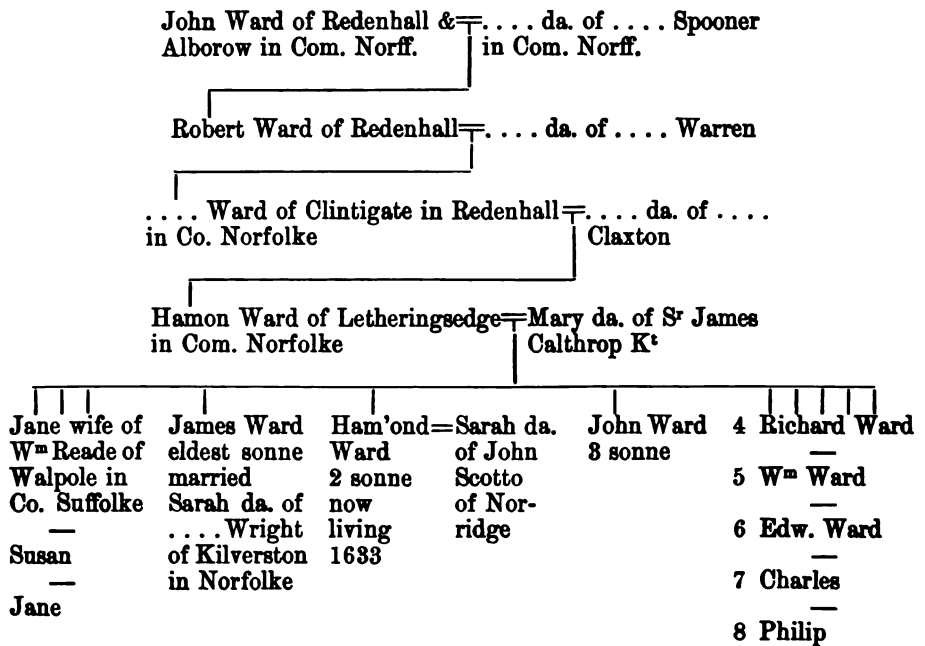 John Ward of Redenhall &=. . . . da. of . . . . Spooner
Alborow in Com. Norff. in Com. Norff.
Robert Ward of Redenhall=. . . . da. of . . . . Warren
. . . . Ward of Clintigate in Redenhall=. . . . da. of . . . .
in Co. Norfolke Claxton
Hamon Ward of Letheringsedge=Mary da. of Sʳ James
in Com. Norfolke Calthrop Kᵗ
Jane wife of
Wᵐ Reade of
Walpole in
Co. Suffolke
—
Susan
—
Jane
James Ward
eldest sonne
married
Sarah da. of
. . . . Wright
of Kilverston
in Norfolke
Ham'ond=Sarah da.
Ward of John
2 sonne Scotto
now of Nor-
living ridge
1633
John Ward
3 sonne
4 Richard Ward
—
5 Wᵐ Ward
—
6 Edw. Ward
—
7 Charles
—
8 Philip